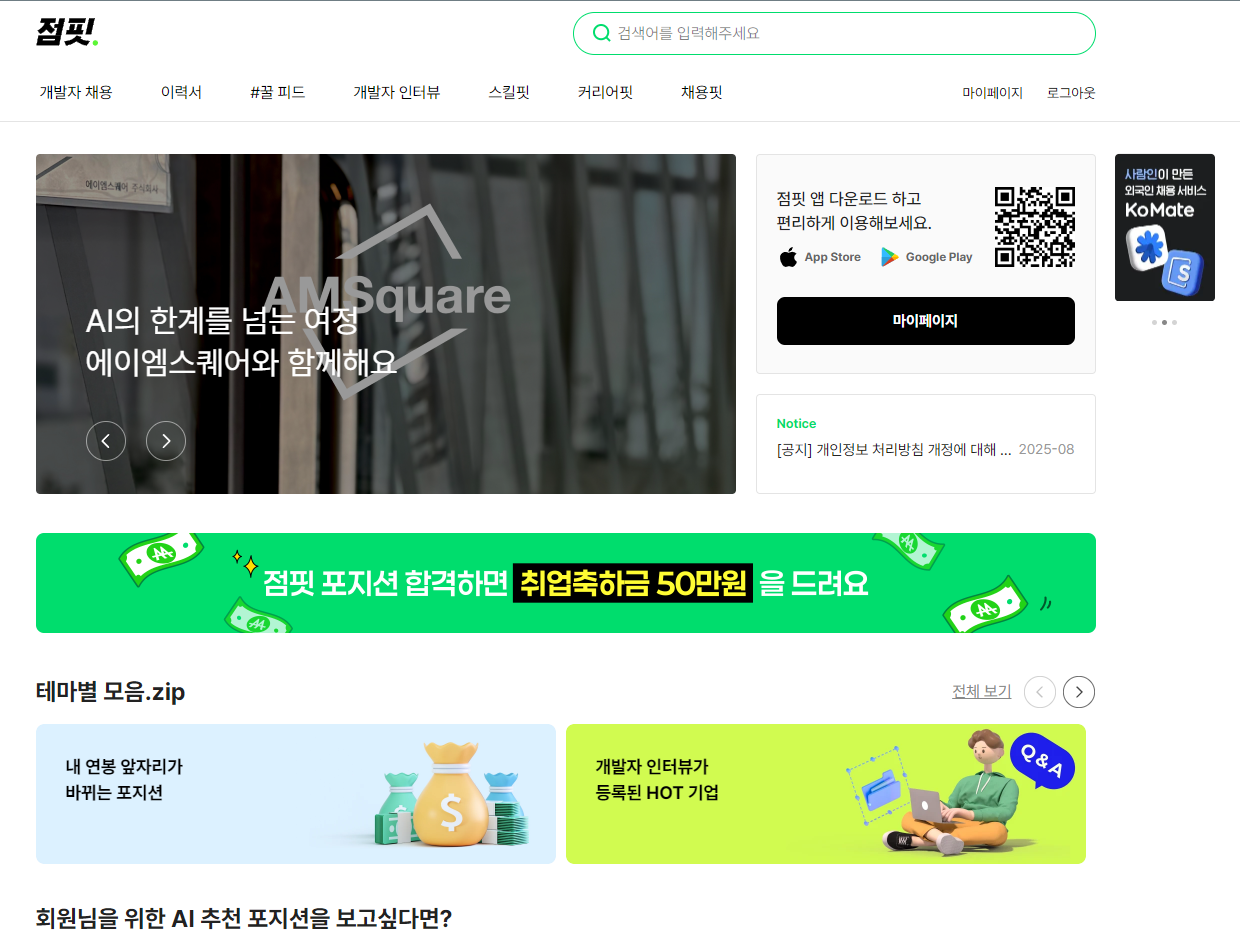 점핏.
검색어를 입력해주세요
개발자 채용 이력서 #꿀 피드 개발자 인터뷰 스킬핏 커리어핏 채용핏 마이페이지 로그아웃
에이엠스퀘어 주식회사
AMSquare
AI의 한계를 넘는 여정
에이엠스퀘어와 함께해요
점핏 앱 다운로드 하고
편리하게 이용해보세요.
App Store Google Play
마이페이지
사람인이 만든
외국인 채용 서비스
KoMate
S
Notice
[공지] 개인정보 처리방침 개정에 대해 ... 2025-08
점핏 포지션 합격하면 취업축하금 50만원 을 드려요
테마별 모음.zip 전체 보기
내 연봉 앞자리가
바뀌는 포지션
$
개발자 인터뷰가
등록된 HOT 기업
Q&A
회원님을 위한 AI 추천 포지션을 보고싶다면?